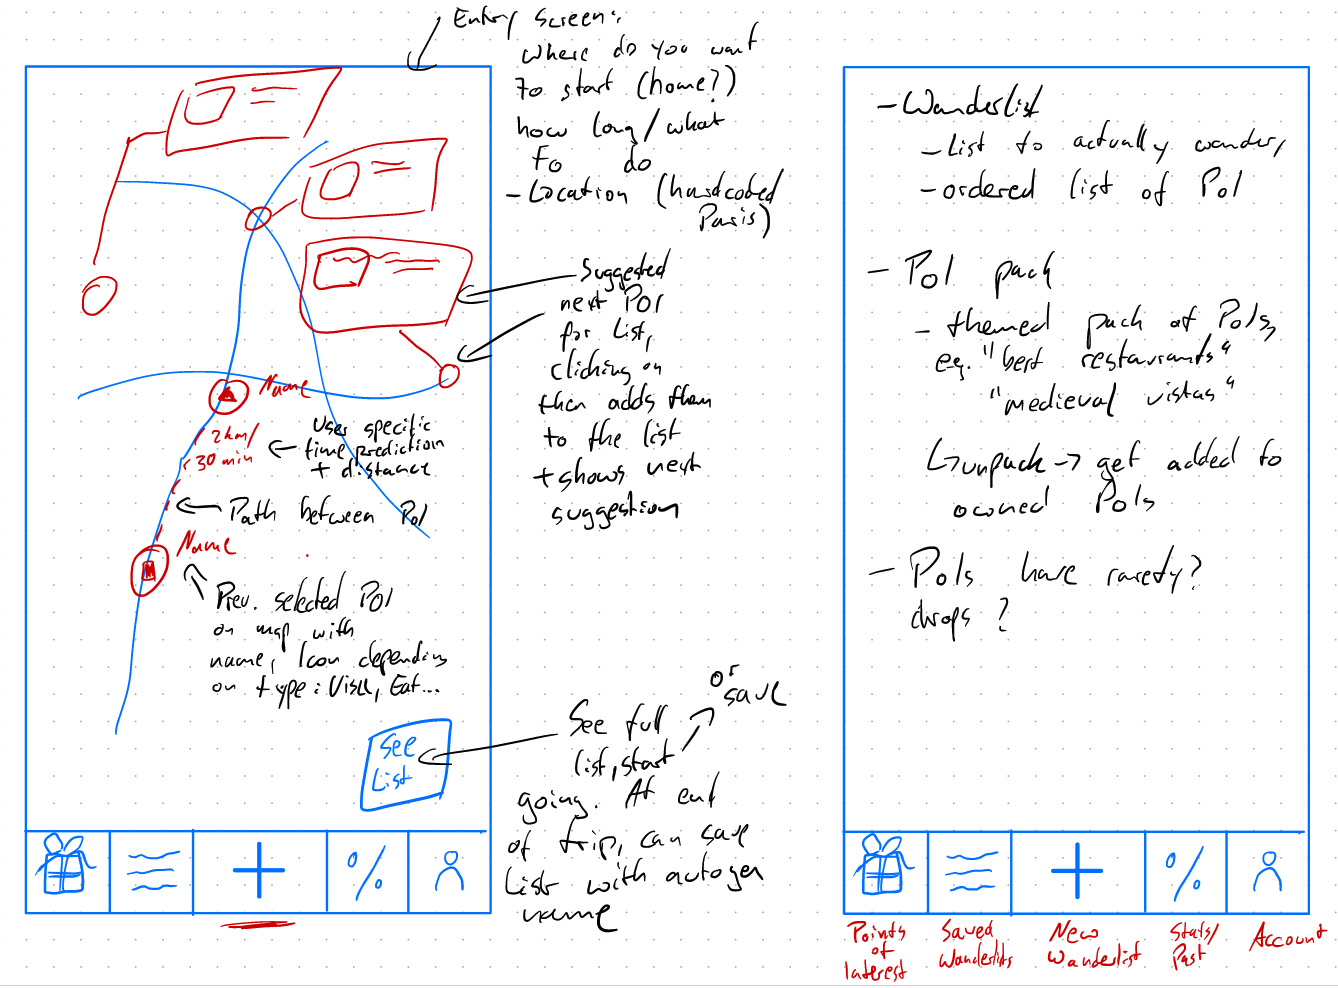 Entry Screen:
Where do you want
to start (home?)
how long/what
to do
- Location (hardcoded
Paris)
Suggested
next POI
for list,
clicking on
then adds them
to the list
+ shows next
suggestion
Name
2km/
<30 min
User specific
time prediction
+ distance
Path between PoI
Name
Prev. selected POI
on map with
name, Icon depending
on type: Visit, Eat...
See
List
See full
list, start
or
save
going. At end
of trip, can save
list with autogen
name
- Wanderlist
- List to actually wander,
- ordered list of PoI
- PoI pack
- themed pack of PoIs,
eg. "best restaurants"
"medieval vistas"
↳ unpack → get added to
owned PoIs
- PoIs have rarety?
drops?
%
%
Points
of
Interest
Saved
Wanderlists
New
Wanderlist
Stats/
Past
Account